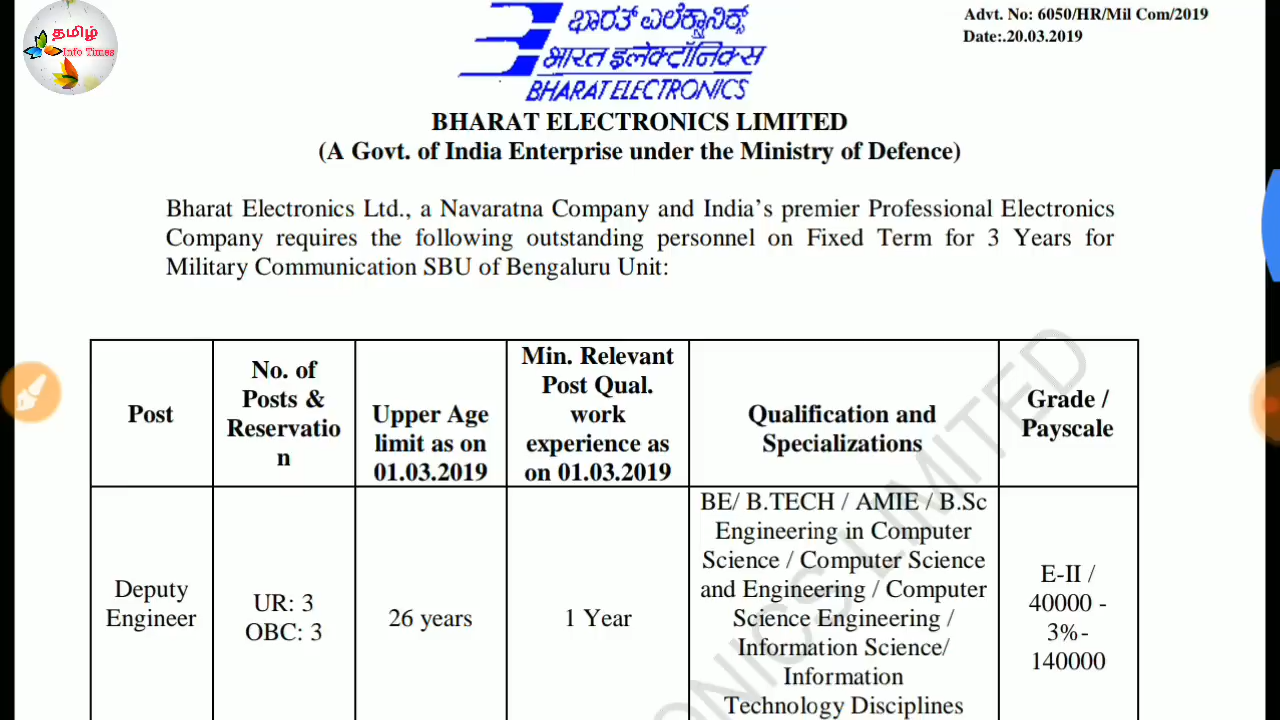 தமிழ்
Info Times
ಭಾರತ್ ಎಲೆಕ್ಟ್ರಾನಿಕ್ಸ್
भारत इलेक्ट्रॉनिक्स
BHARAT ELECTRONICS
Advt. No: 6050/HR/Mil Com/2019
Date:.20.03.2019
BHARAT ELECTRONICS LIMITED
(A Govt. of India Enterprise under the Ministry of Defence)
Bharat Electronics Ltd., a Navaratna Company and India's premier Professional Electronics
Company requires the following outstanding personnel on Fixed Term for 3 Years for
Military Communication SBU of Bengaluru Unit:
Post
No. of
Posts &
Reservatio
n
Upper Age
limit as on
01.03.2019
Min. Relevant
Post Qual.
work
experience as
on 01.03.2019
Qualification and
Specializations
Grade /
Payscale
Deputy
Engineer
UR: 3
OBC: 3
26 years
1 Year
BE/ B.TECH / AMIE / B.Sc
Engineering in Computer
Science / Computer Science
and Engineering / Computer
Science Engineering /
Information Science/
Information
Technology Disciplines
E-II /
40000 -
3%-
140000
ONICS LIMITED